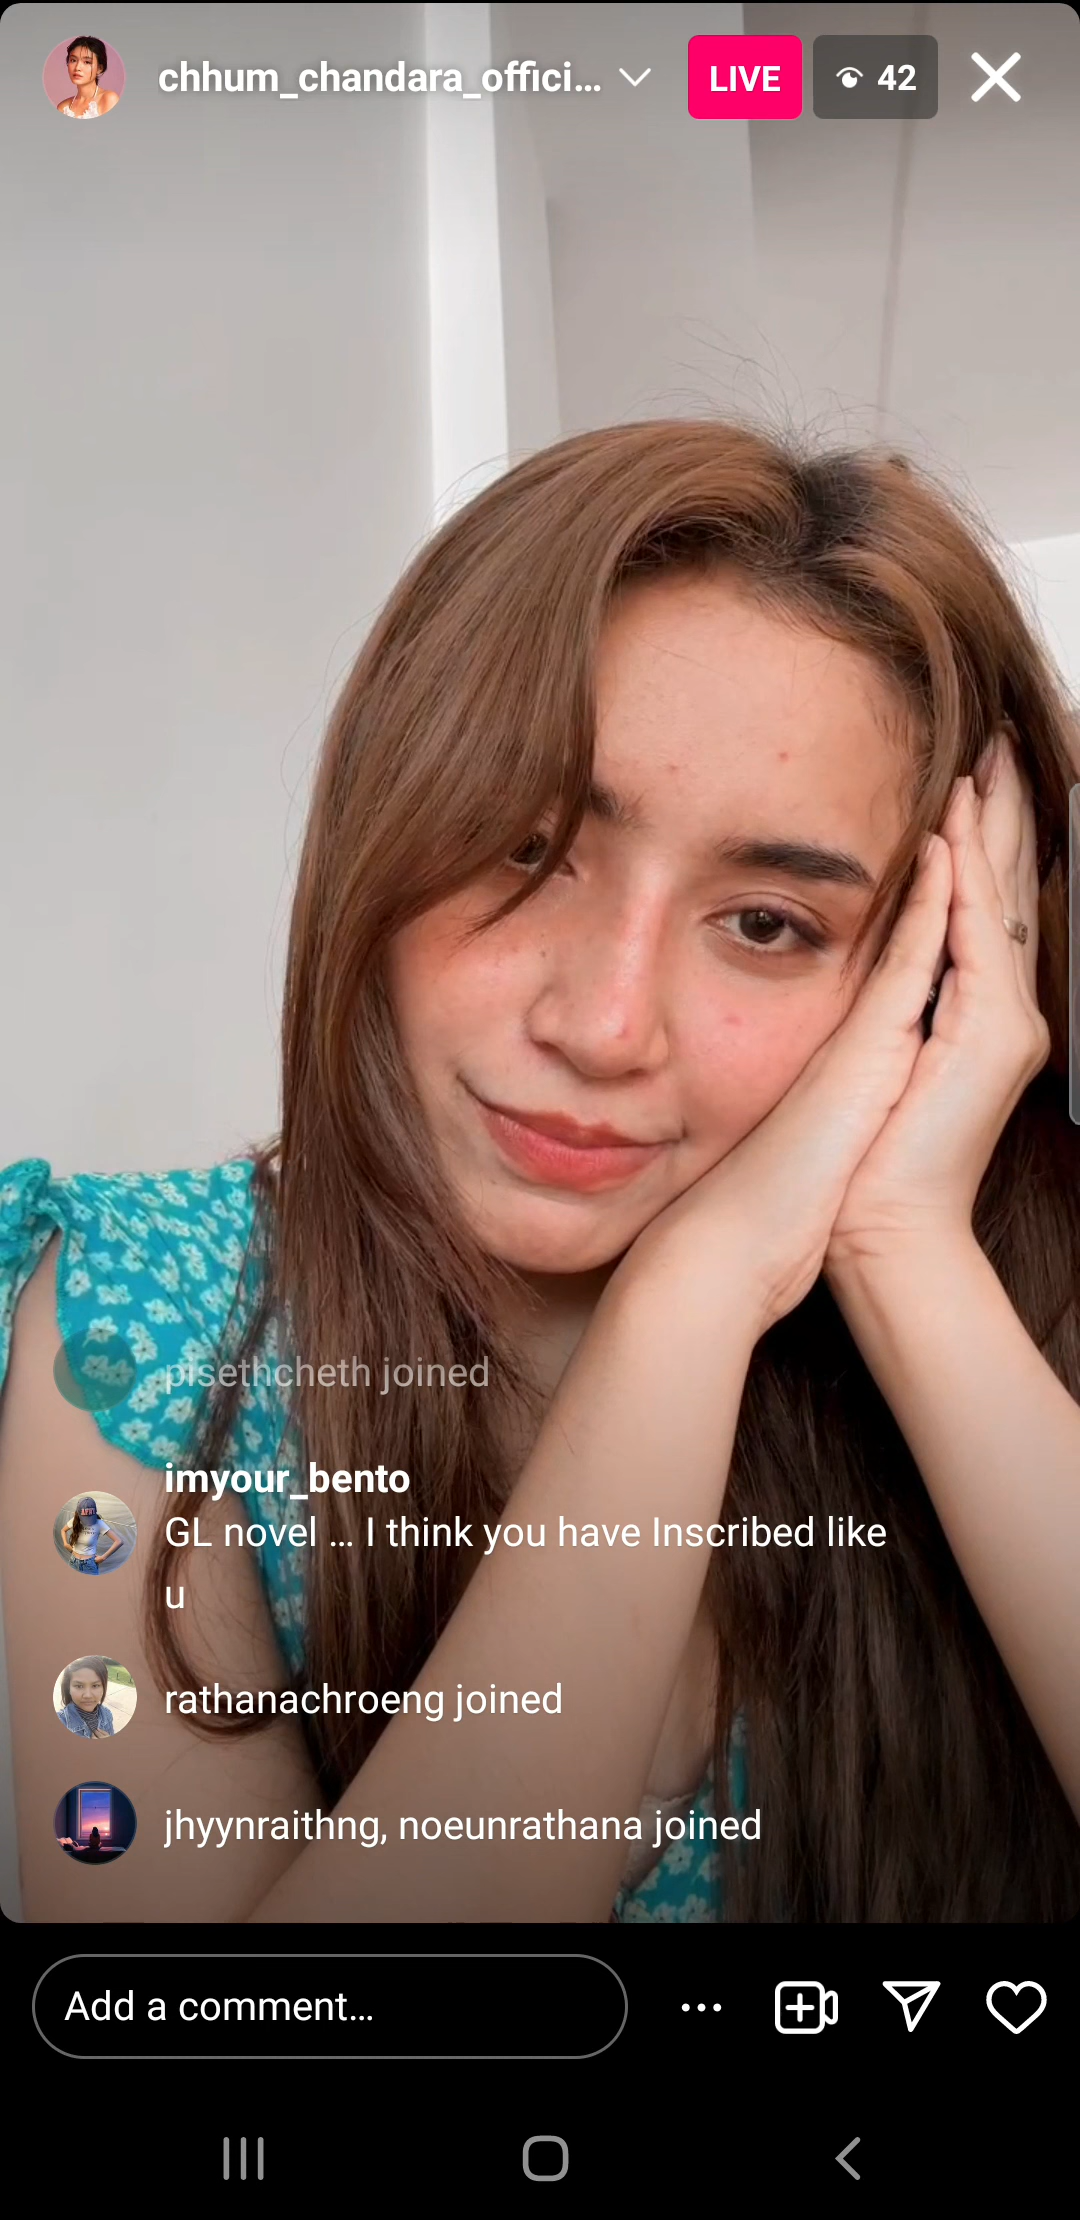 chhum_chandara_offici...
LIVE
42
pisethcheth joined
imyour_bento
GL novel ... I think you have Inscribed like
u
rathanachroeng joined
jhyynraithng, noeunrathana joined
Add a comment...